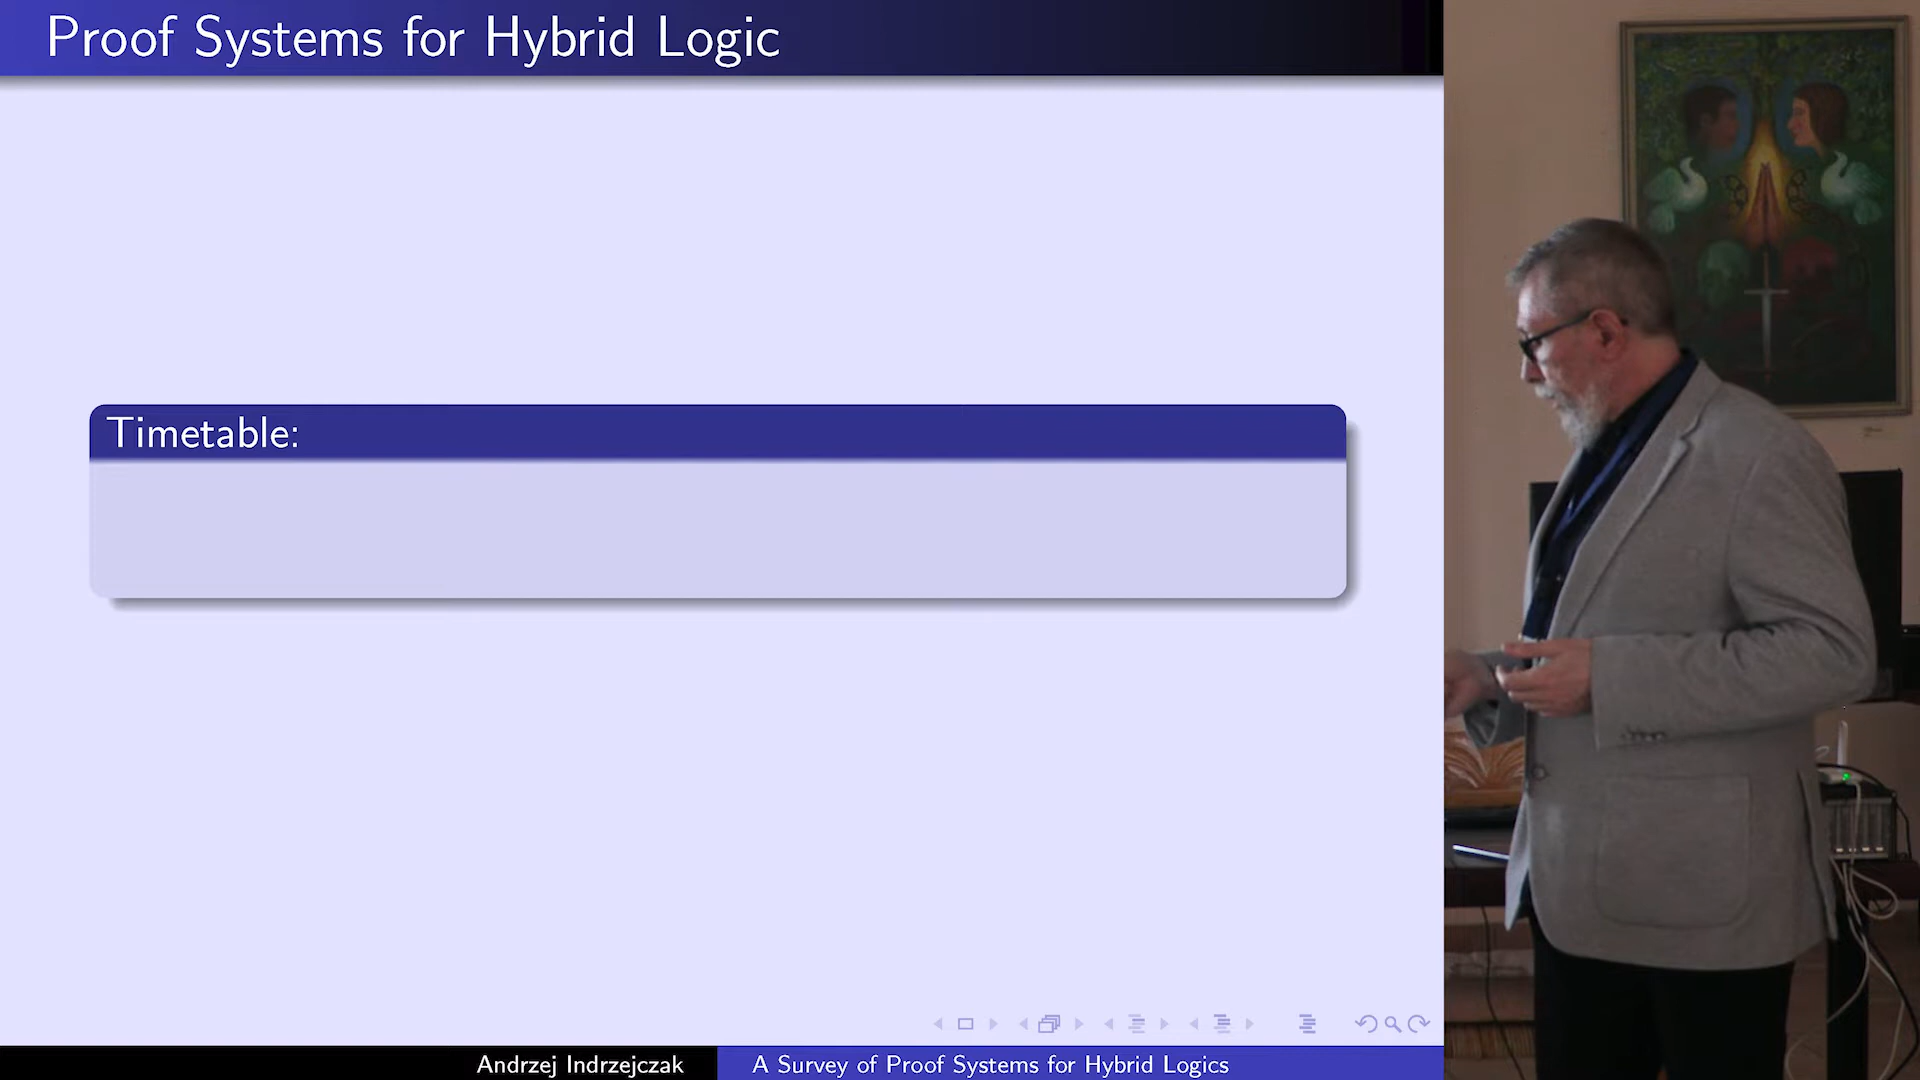 Proof Systems for Hybrid Logic
Timetable:
Andrzej Indrzejczak
A Survey of Proof Systems for Hybrid Logics